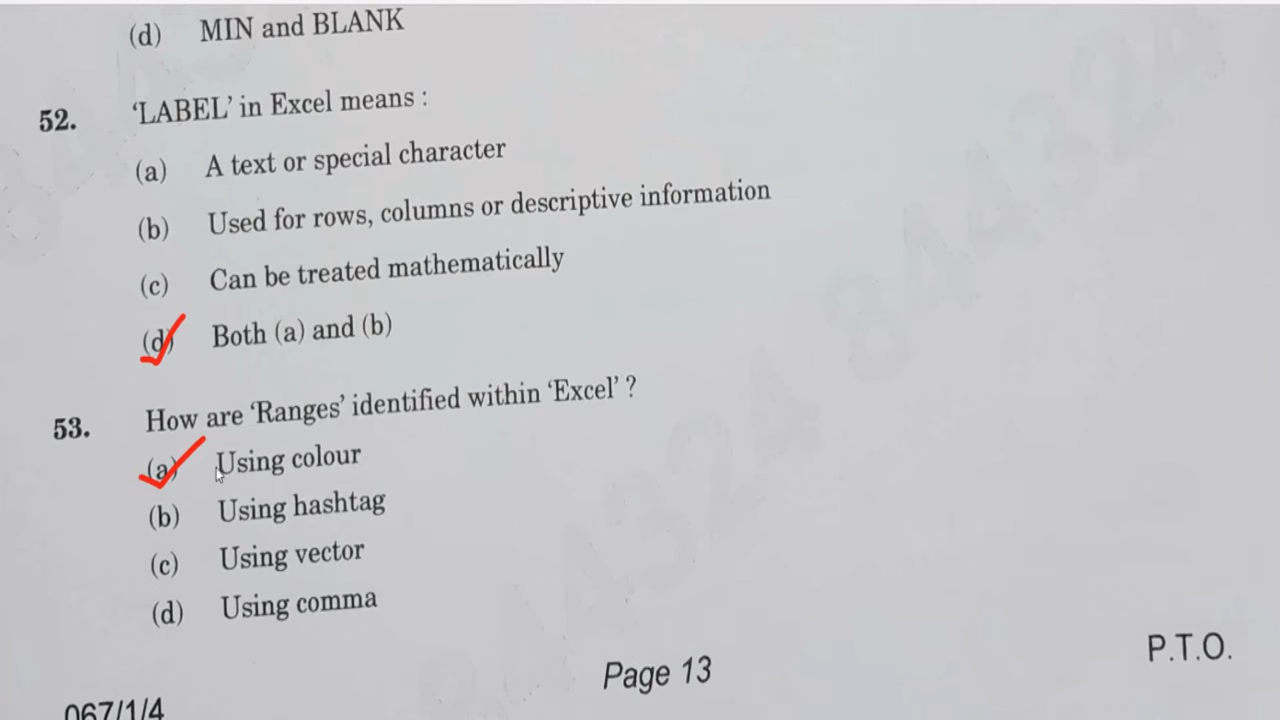 (d) MIN and BLANK
52. ‘LABEL’ in Excel means :
(a) A text or special character
(b) Used for rows, columns or descriptive information
(c) Can be treated mathematically
(d) Both (a) and (b)
53. How are ‘Ranges’ identified within ‘Excel’ ?
(a) Using colour
(b) Using hashtag
(c) Using vector
(d) Using comma
067/1/4 Page 13 P.T.O.